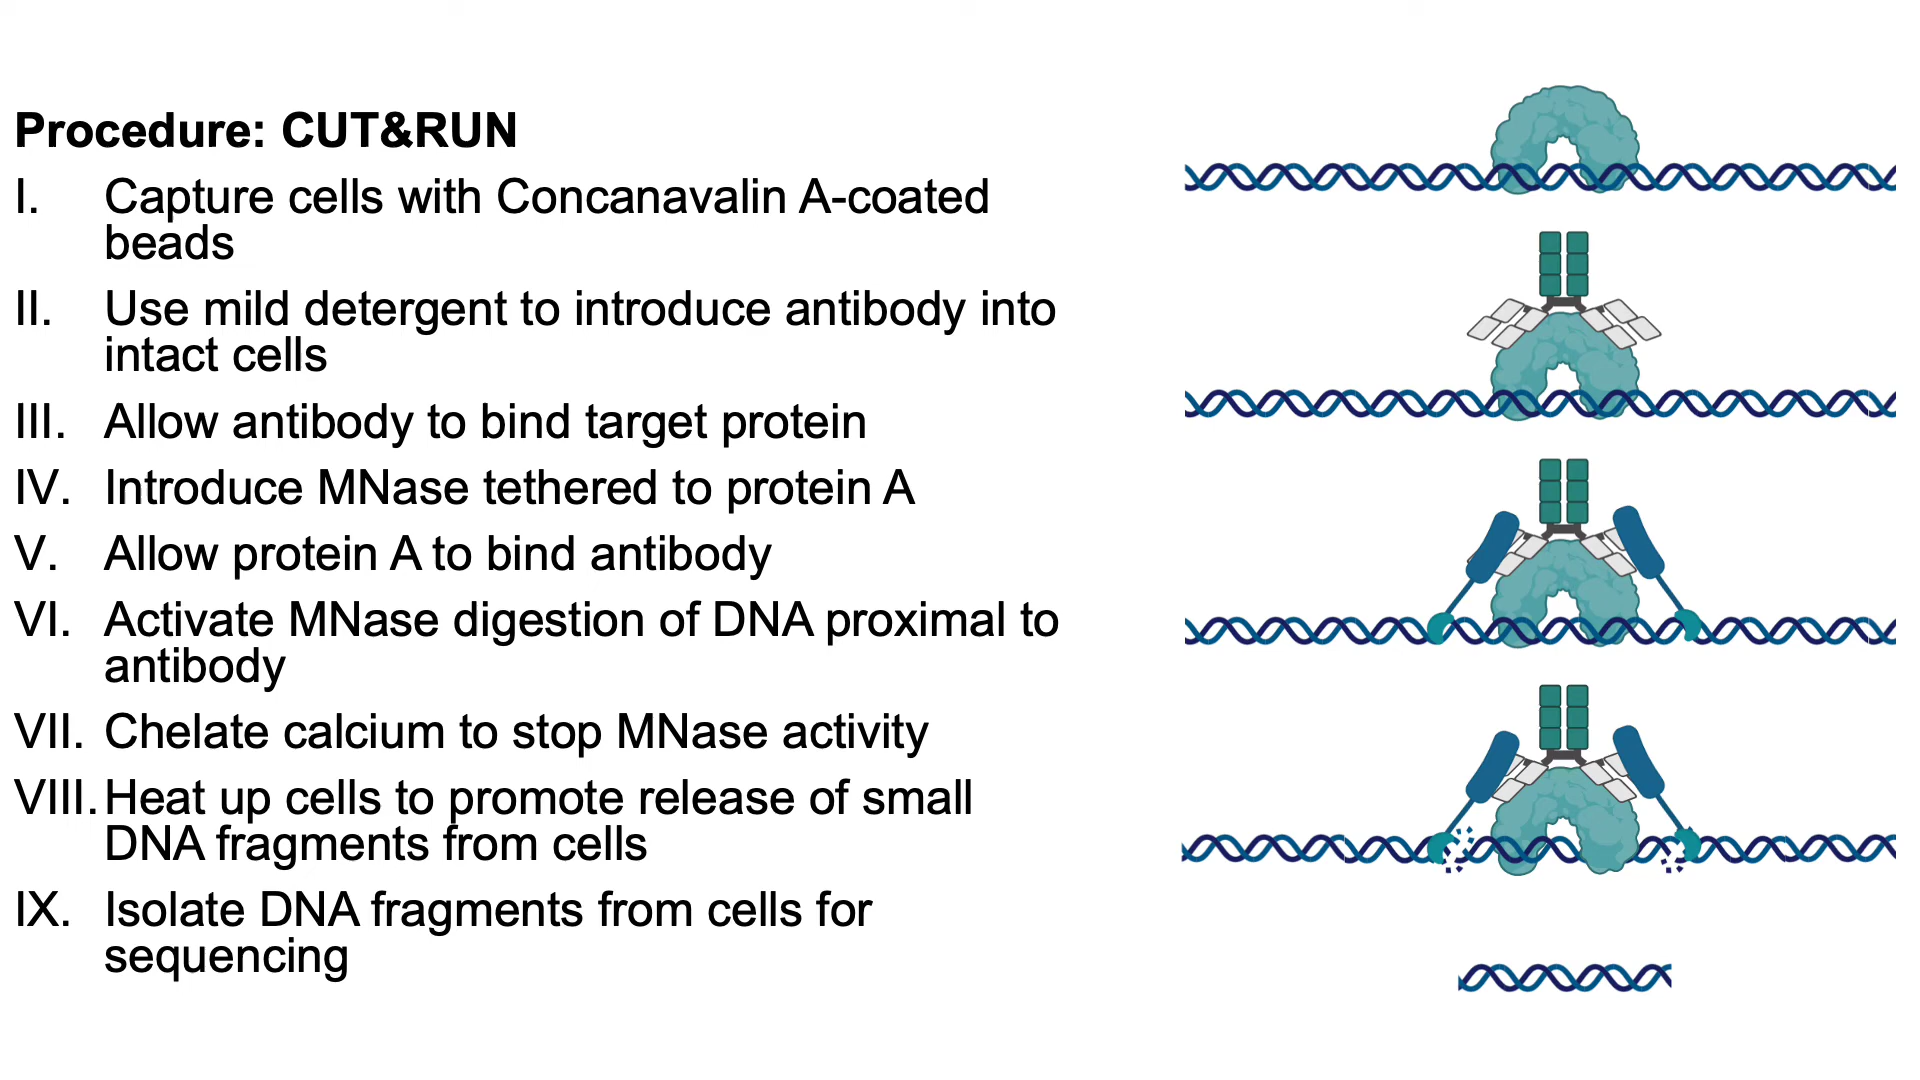 Procedure: CUT&RUN
I. Capture cells with Concanavalin A-coated
beads
II. Use mild detergent to introduce antibody into
intact cells
III. Allow antibody to bind target protein
IV. Introduce MNase tethered to protein A
V. Allow protein A to bind antibody
VI. Activate MNase digestion of DNA proximal to
antibody
VII. Chelate calcium to stop MNase activity
VIII. Heat up cells to promote release of small
DNA fragments from cells
IX. Isolate DNA fragments from cells for
sequencing